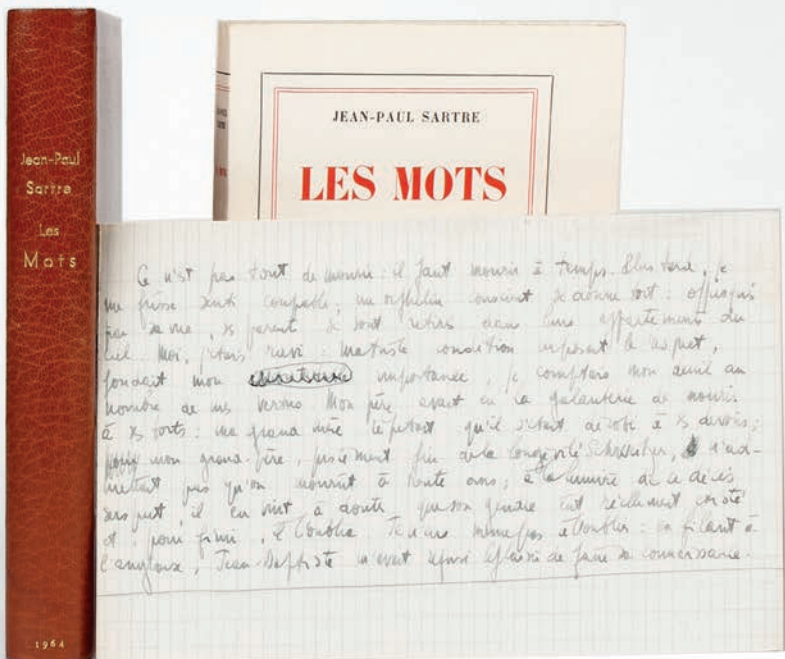 Jean-Paul
Sartre
Les
Mots
1964
JEAN-PAUL SARTRE
LES MOTS
Ce n'est pas tout de mourir : il faut mourir à temps. Plus tard, je
me fusse senti coupable ; un orphelin conscient se donne tort : offusqués
par sa vue, ses parents se sont retirés dans leurs appartements du
ciel. Moi, j'étais ravi : ma triste condition imposait le respect,
fondait mon importance ; je comptais mon deuil au
nombre de mes vertus. Mon père avait eu la galanterie de mourir
à ses torts : ma grand-mère répétait qu'il s'était dérobé à ses devoirs ;
mon grand-père, justement fier de la longévité Schweitzer, n'ad-
mettait pas qu'on mourût à trente ans ; à la lumière de ce décès
suspect, il en vint à douter que son gendre eût réellement existé
et, pour finir, il l'oublia. Je n'eus même pas à l'oublier : en filant à
l'anglaise, Jean-Baptiste m'avait refusé le plaisir de faire sa connaissance.